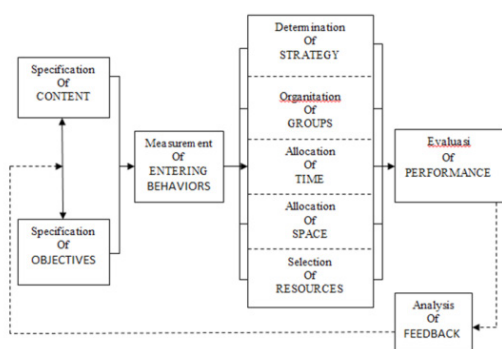 Specification
Of
CONTENT
Specification
Of
OBJECTIVES
Measurement
Of
ENTERING
BEHAVIORS
Determination
Of
STRATEGY
Organitation
Of
GROUPS
Allocation
Of
TIME
Allocation
Of
SPACE
Selection
Of
RESOURCES
Evaluasi
Of
PERFORMANCE
Analysis
Of
FEEDBACK